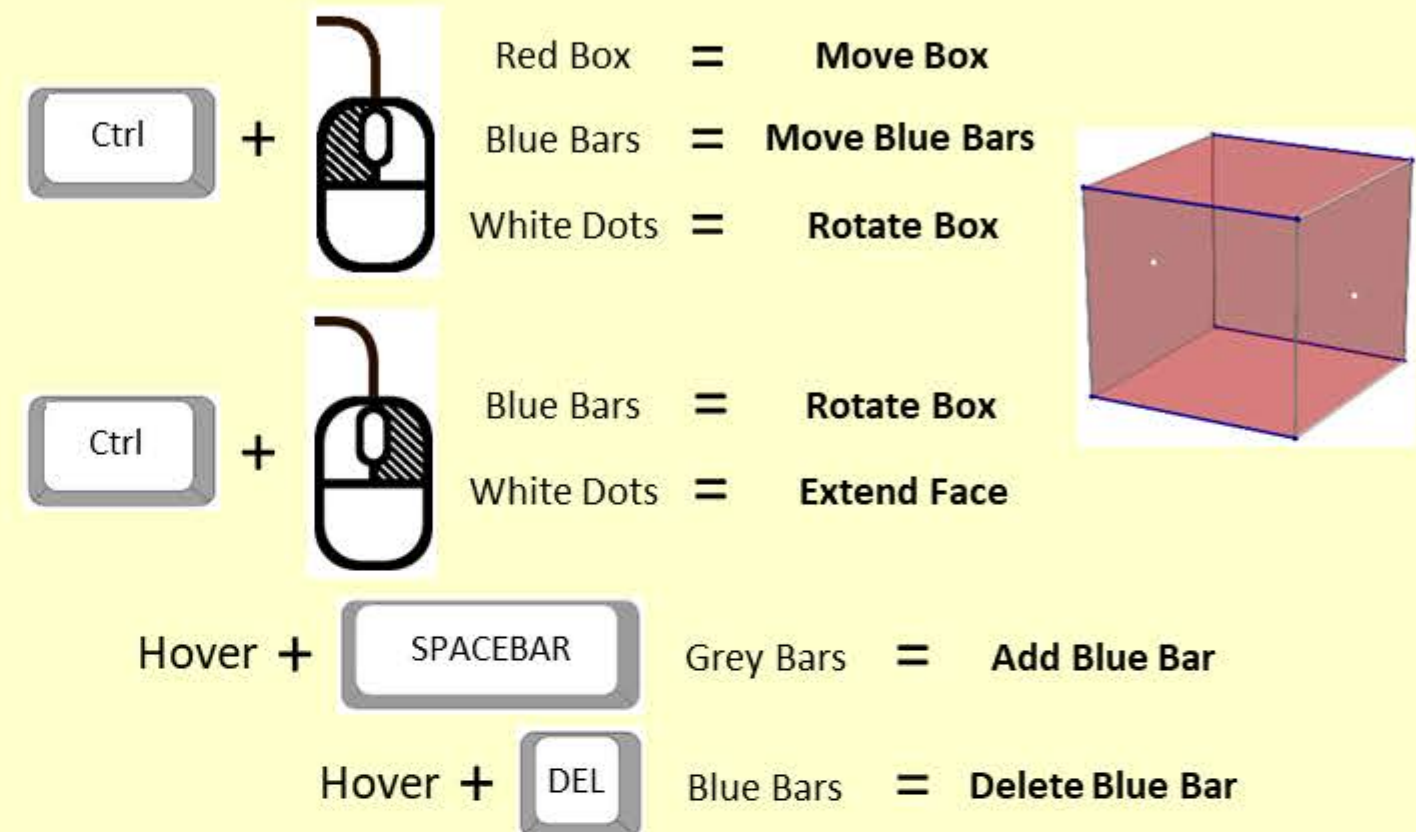 Red Box = Move Box
Ctrl + Blue Bars = Move Blue Bars
White Dots = Rotate Box
Blue Bars = Rotate Box
Ctrl +
White Dots = Extend Face
Hover + SPACEBAR Grey Bars = Add Blue Bar
Hover + DEL Blue Bars = Delete Blue Bar